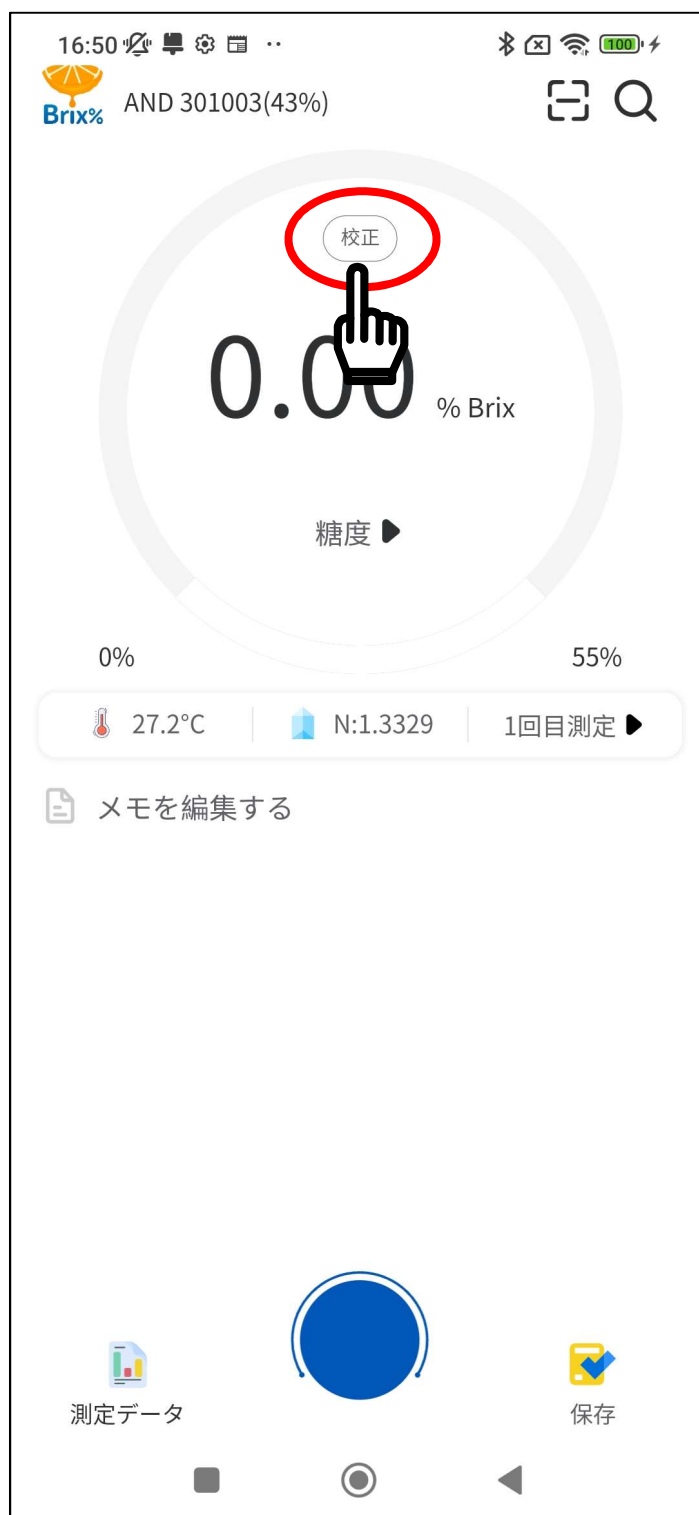 16:50
100
Brix%
AND 301003(43%)
校正
0.00 % Brix
糖度
0%
55%
27.2°C
N:1.3329
1回目測定
メモを編集する
測定データ
保存